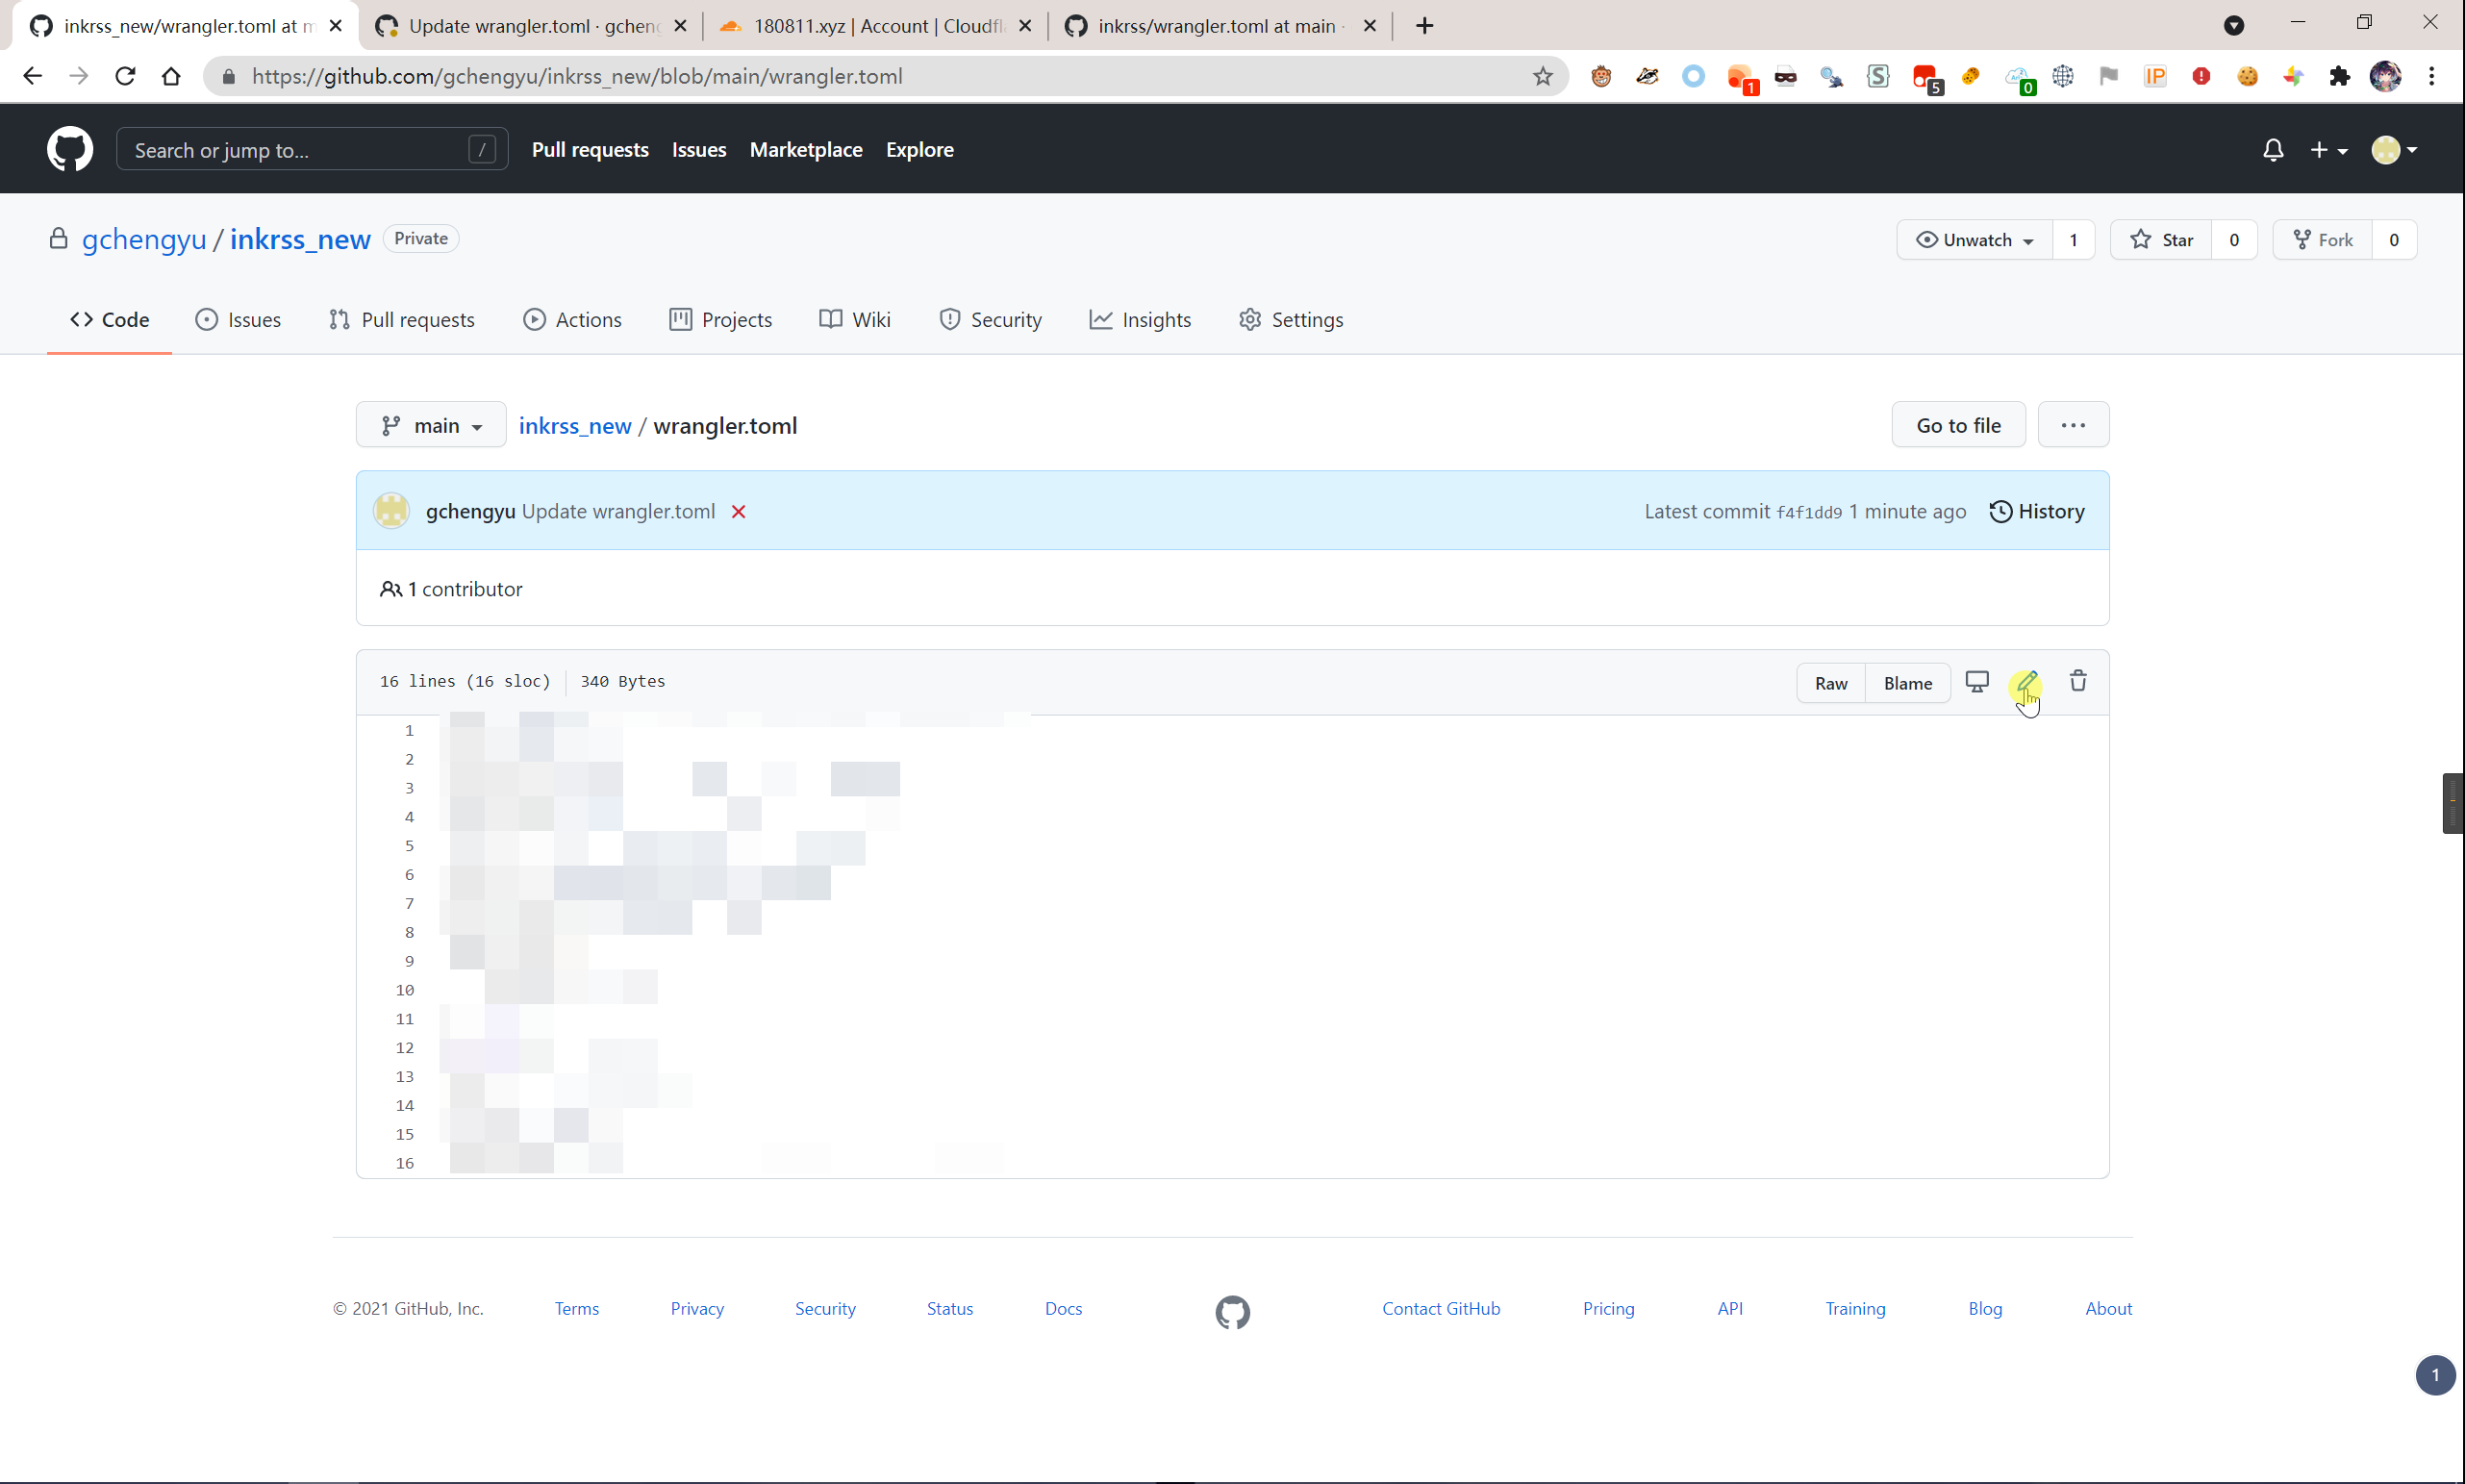 inkrss_new/wrangler.toml at m
Update wrangler.toml · gcheng
180811.xyz | Account | Cloudfl
inkrss/wrangler.toml at main ·
https://github.com/gchengyu/inkrss_new/blob/main/wrangler.toml
1
5
0
IP
Search or jump to...
/
Pull requests
Issues
Marketplace
Explore
gchengyu / inkrss_new
Private
Unwatch
1
Star
0
Fork
0
Code
Issues
Pull requests
Actions
Projects
Wiki
Security
Insights
Settings
main
inkrss_new / wrangler.toml
Go to file
gchengyu Update wrangler.toml
Latest commit f4f1dd9 1 minute ago
History
1 contributor
16 lines (16 sloc)
340 Bytes
Raw
Blame
1
2
3
4
5
6
7
8
9
10
11
12
13
14
15
16
© 2021 GitHub, Inc.
Terms
Privacy
Security
Status
Docs
Contact GitHub
Pricing
API
Training
Blog
About
1